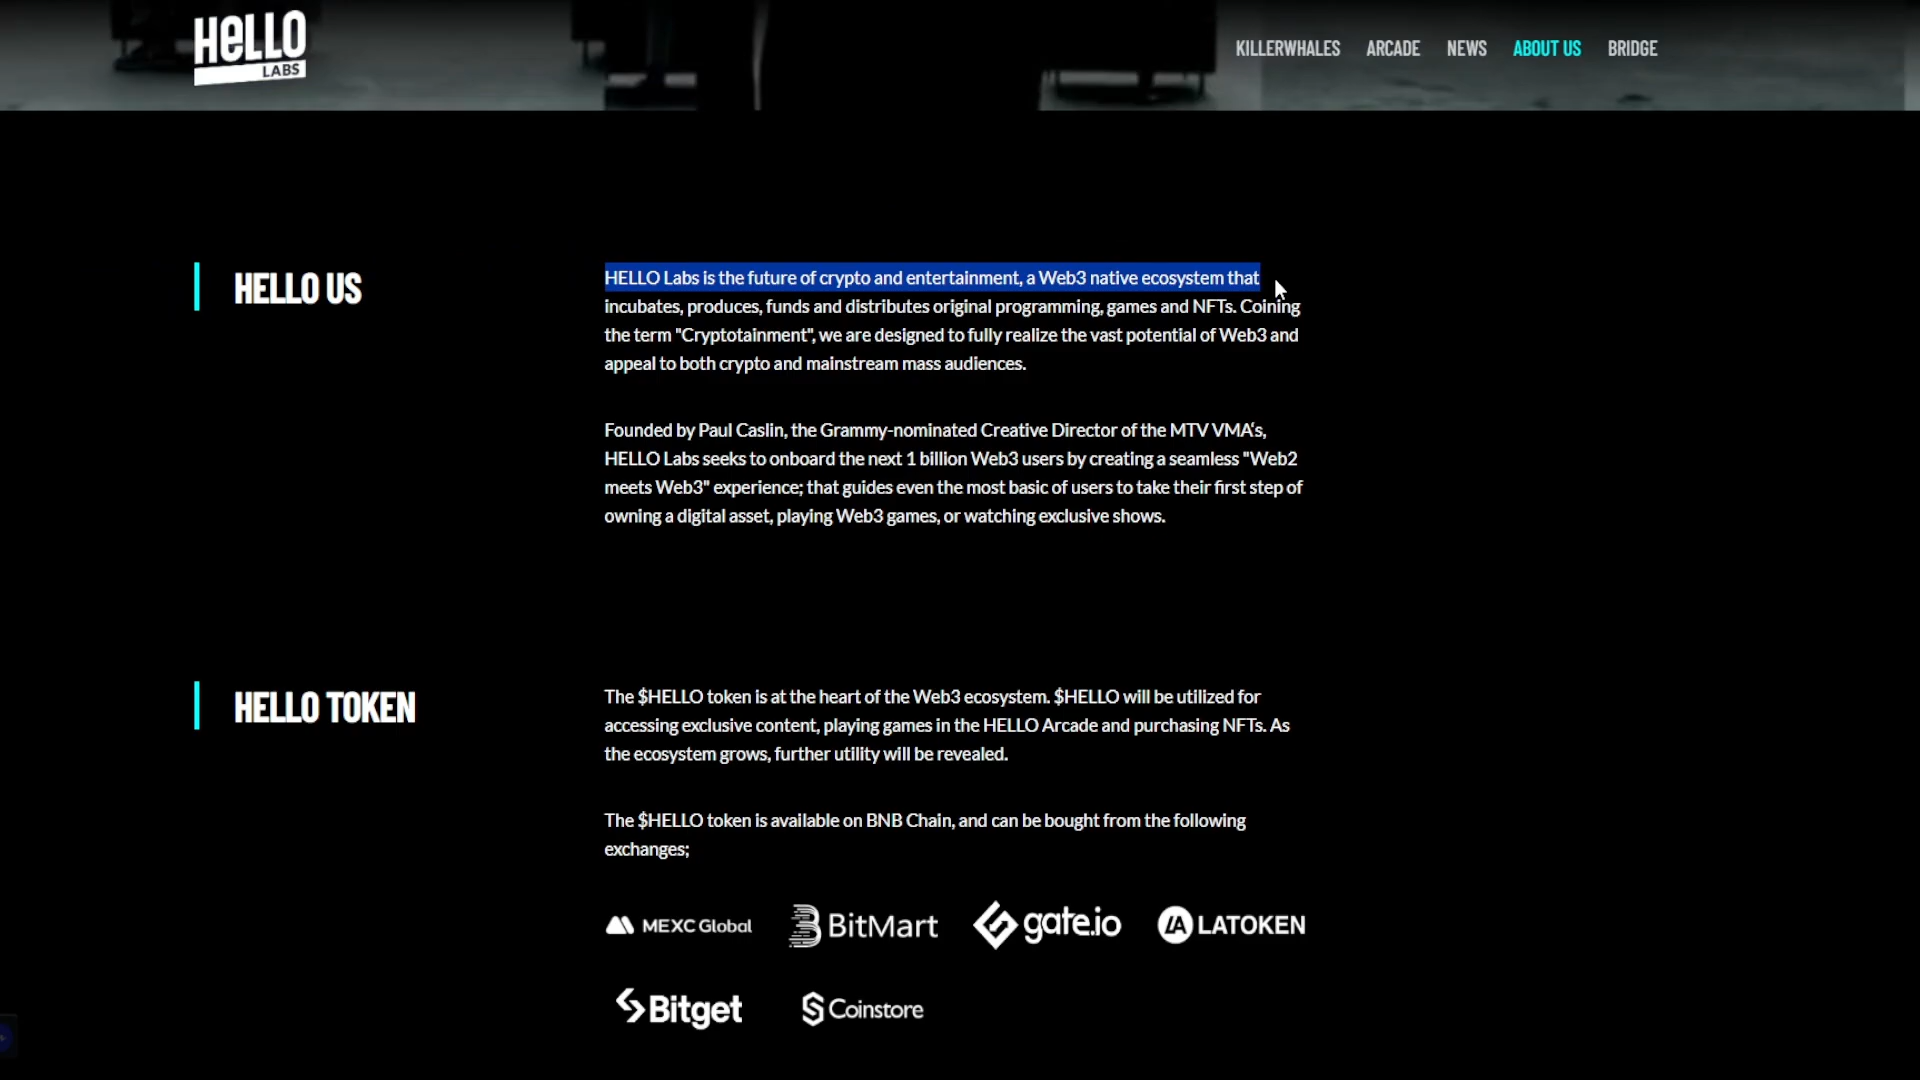 HELLO
LABS
KILLERWHALES ARCADE NEWS ABOUT US BRIDGE
HELLO US
HELLO Labs is the future of crypto and entertainment, a Web3 native ecosystem that
incubates, produces, funds and distributes original programming, games and NFTs. Coining
the term "Cryptotainment", we are designed to fully realize the vast potential of Web3 and
appeal to both crypto and mainstream mass audiences.
Founded by Paul Caslin, the Grammy-nominated Creative Director of the MTV VMA‘s,
HELLO Labs seeks to onboard the next 1 billion Web3 users by creating a seamless "Web2
meets Web3" experience; that guides even the most basic of users to take their first step of
owning a digital asset, playing Web3 games, or watching exclusive shows.
HELLO TOKEN
The $HELLO token is at the heart of the Web3 ecosystem. $HELLO will be utilized for
accessing exclusive content, playing games in the HELLO Arcade and purchasing NFTs. As
the ecosystem grows, further utility will be revealed.
The $HELLO token is available on BNB Chain, and can be bought from the following
exchanges;
MEXC Global BitMart gate.io LATOKEN
Bitget Coinstore